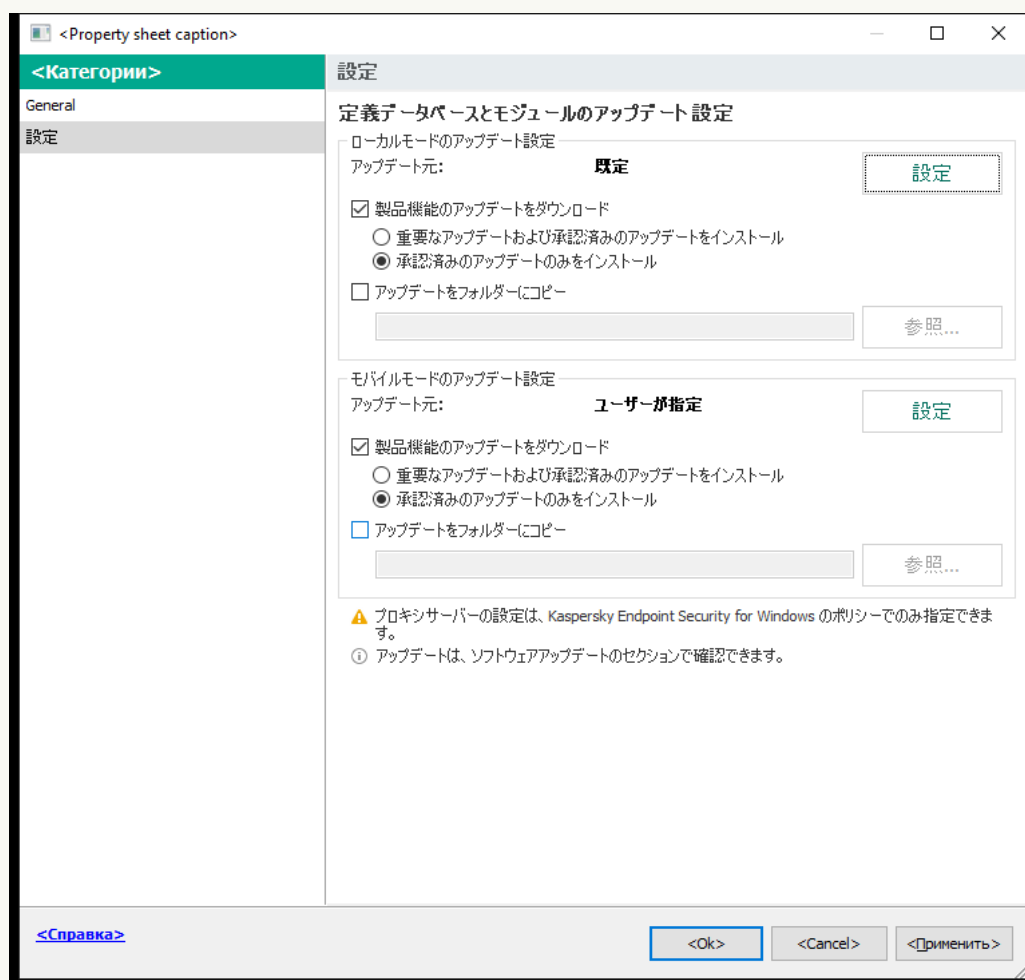 <Property sheet caption>
<Категории>
General
設定
設定
定義データベースとモジュールのアップデート設定
ローカルモードのアップデート設定
アップデート元: 既定 設定
製品機能のアップデートをダウンロード
重要なアップデートおよび承認済みのアップデートをインストール
承認済みのアップデートのみをインストール
アップデートをフォルダーにコピー
参照...
モバイルモードのアップデート設定
アップデート元: ユーザーが指定 設定
製品機能のアップデートをダウンロード
重要なアップデートおよび承認済みのアップデートをインストール
承認済みのアップデートのみをインストール
アップデートをフォルダーにコピー
参照...
プロキシサーバーの設定は、Kaspersky Endpoint Security for Windows のポリシーでのみ指定できま
す。
アップデートは、ソフトウェアアップデートのセクションで確認できます。
<Справка>
<Ok> <Cancel> <Применить>